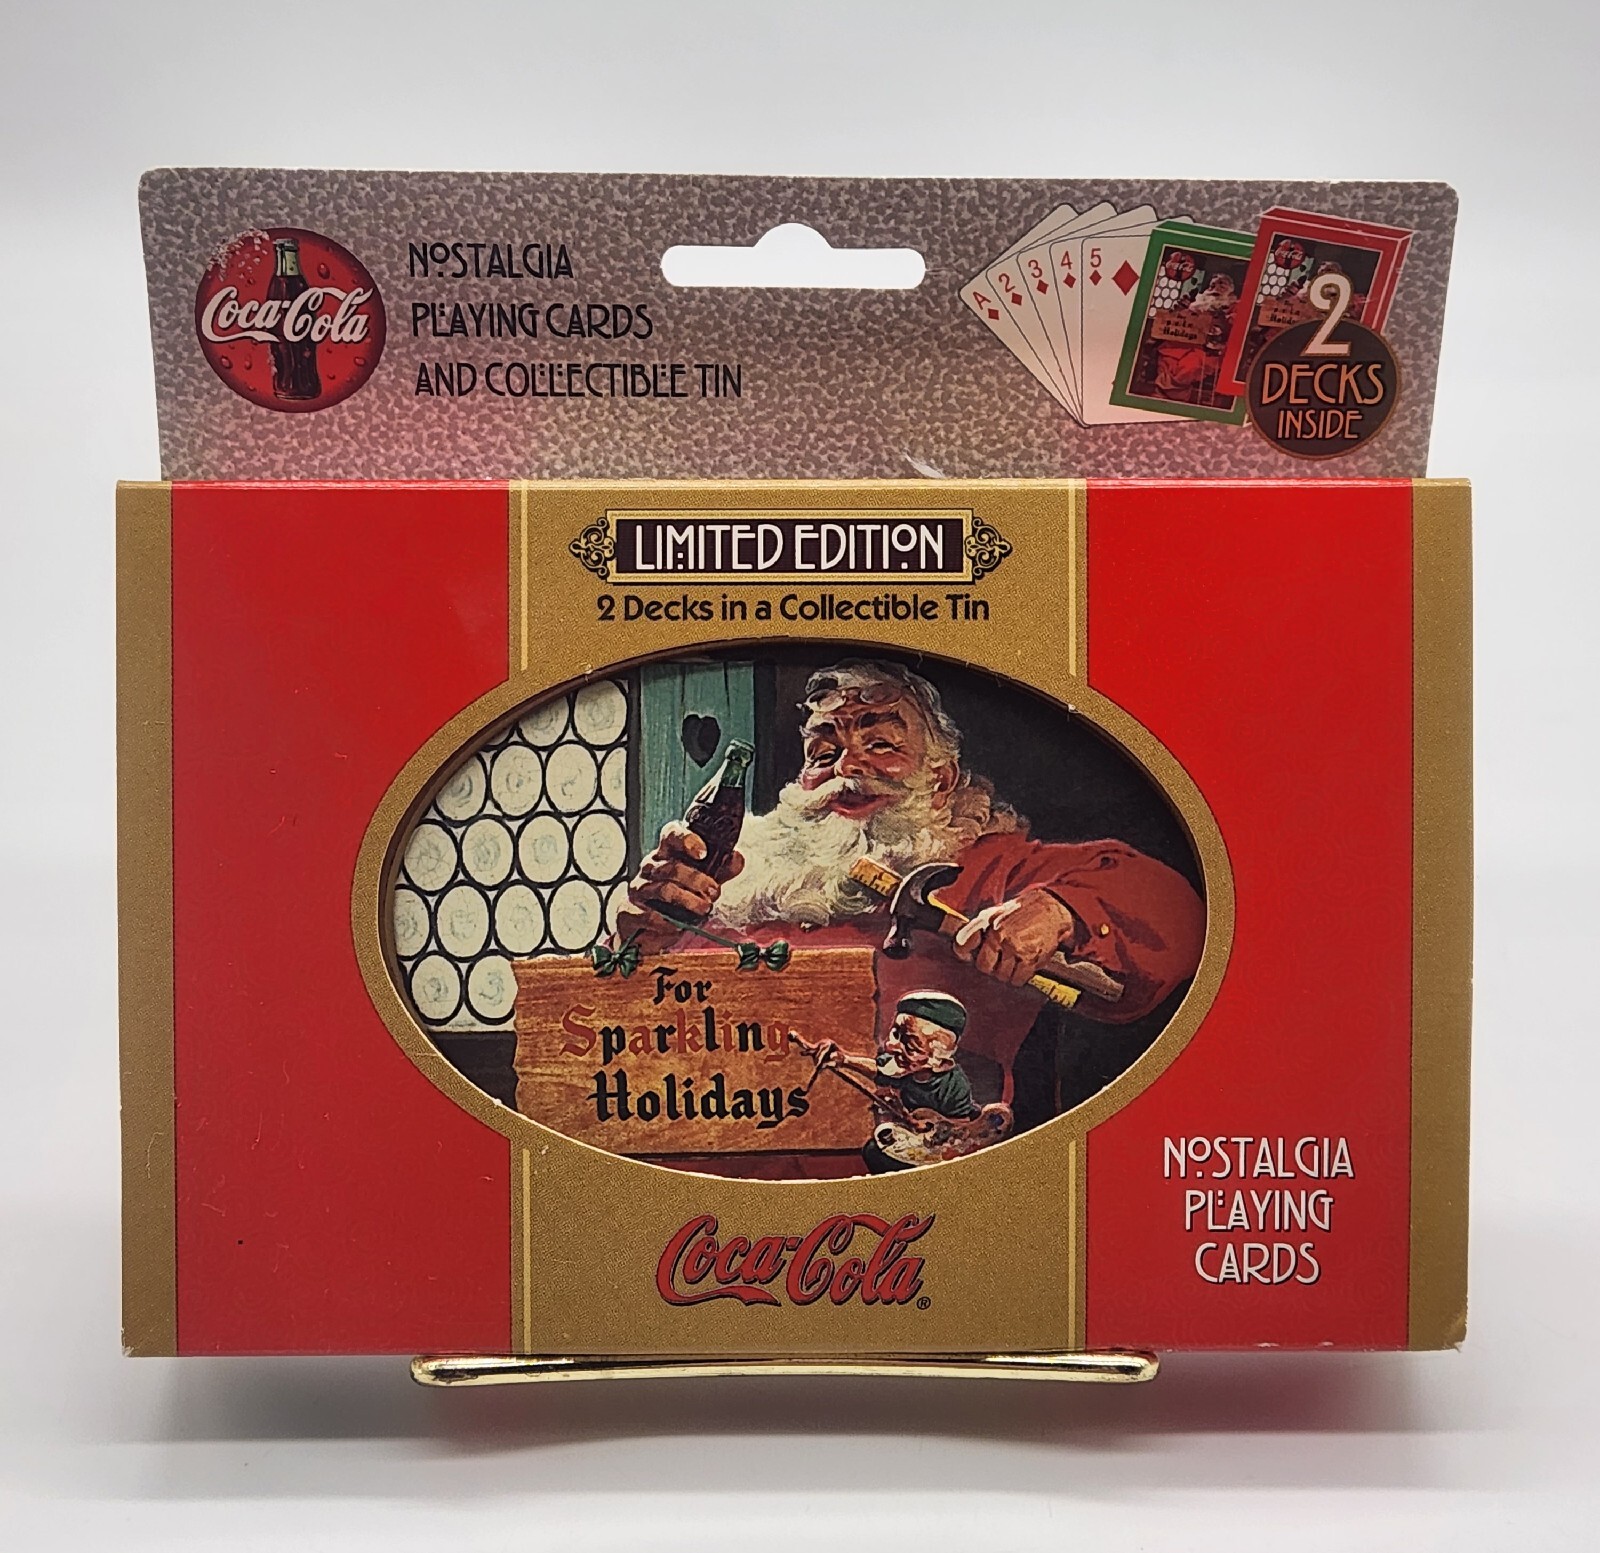 Coca-Cola
NOSTALGIA
PLAYING CARDS
AND COLLECTIBLE TIN
A 2 3 4 5
2
DECKS
INSIDE
LIMITED EDITION
2 Decks in a Collectible Tin
For
Sparkling
Holidays
Coca-Cola®
NOSTALGIA
PLAYING
CARDS